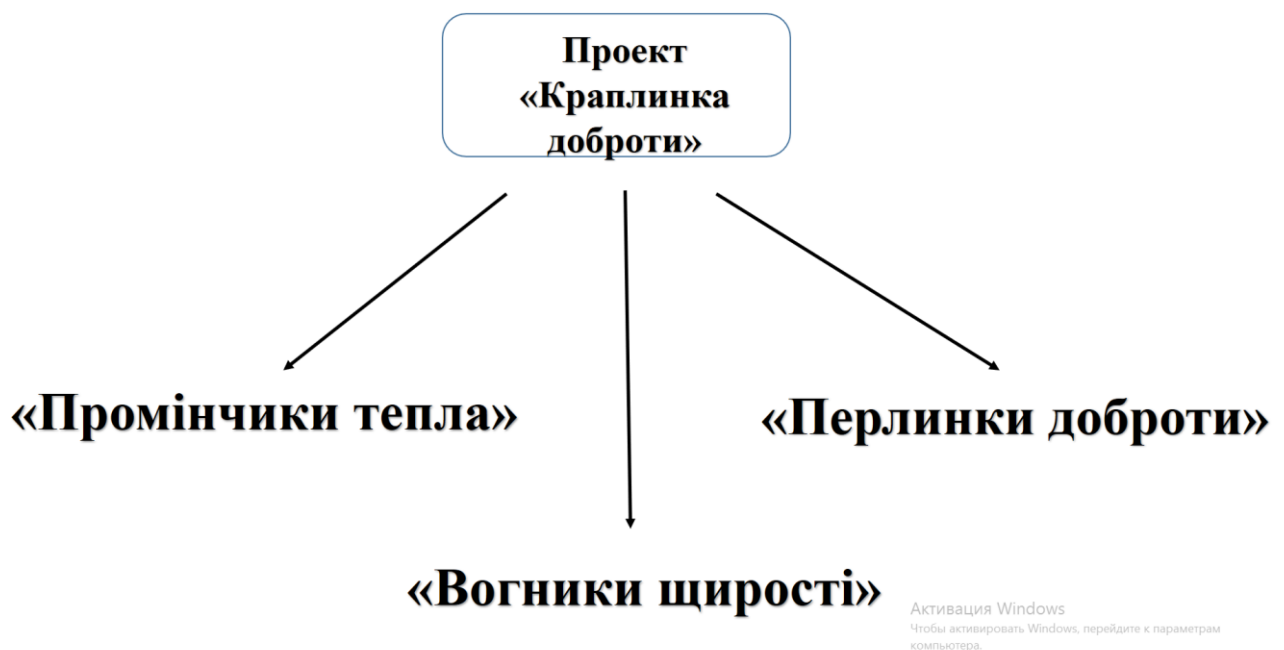 Проект
«Краплинка
доброти»
«Промінчики тепла»
«Перлинки доброти»
«Вогники щирості»
Активация Windows
Чтобы активировать Windows, перейдите к параметрам
компьютера.